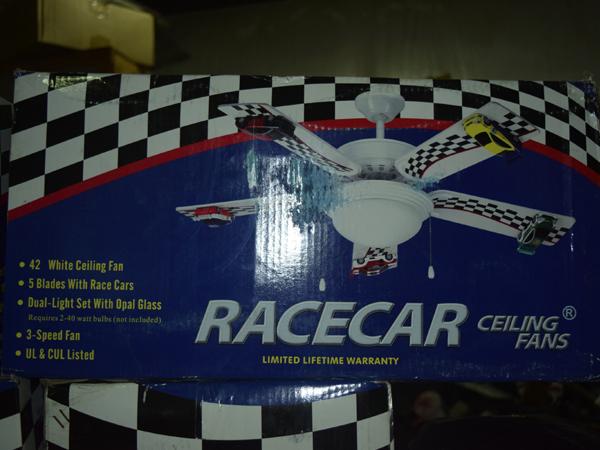 • 42 White Ceiling Fan
• 5 Blades With Race Cars
• Dual-Light Set With Opal Glass
Requires 2-40 watt bulbs (not included)
• 3-Speed Fan
• UL & CUL Listed
RACECAR CEILING FANS®
LIMITED LIFETIME WARRANTY